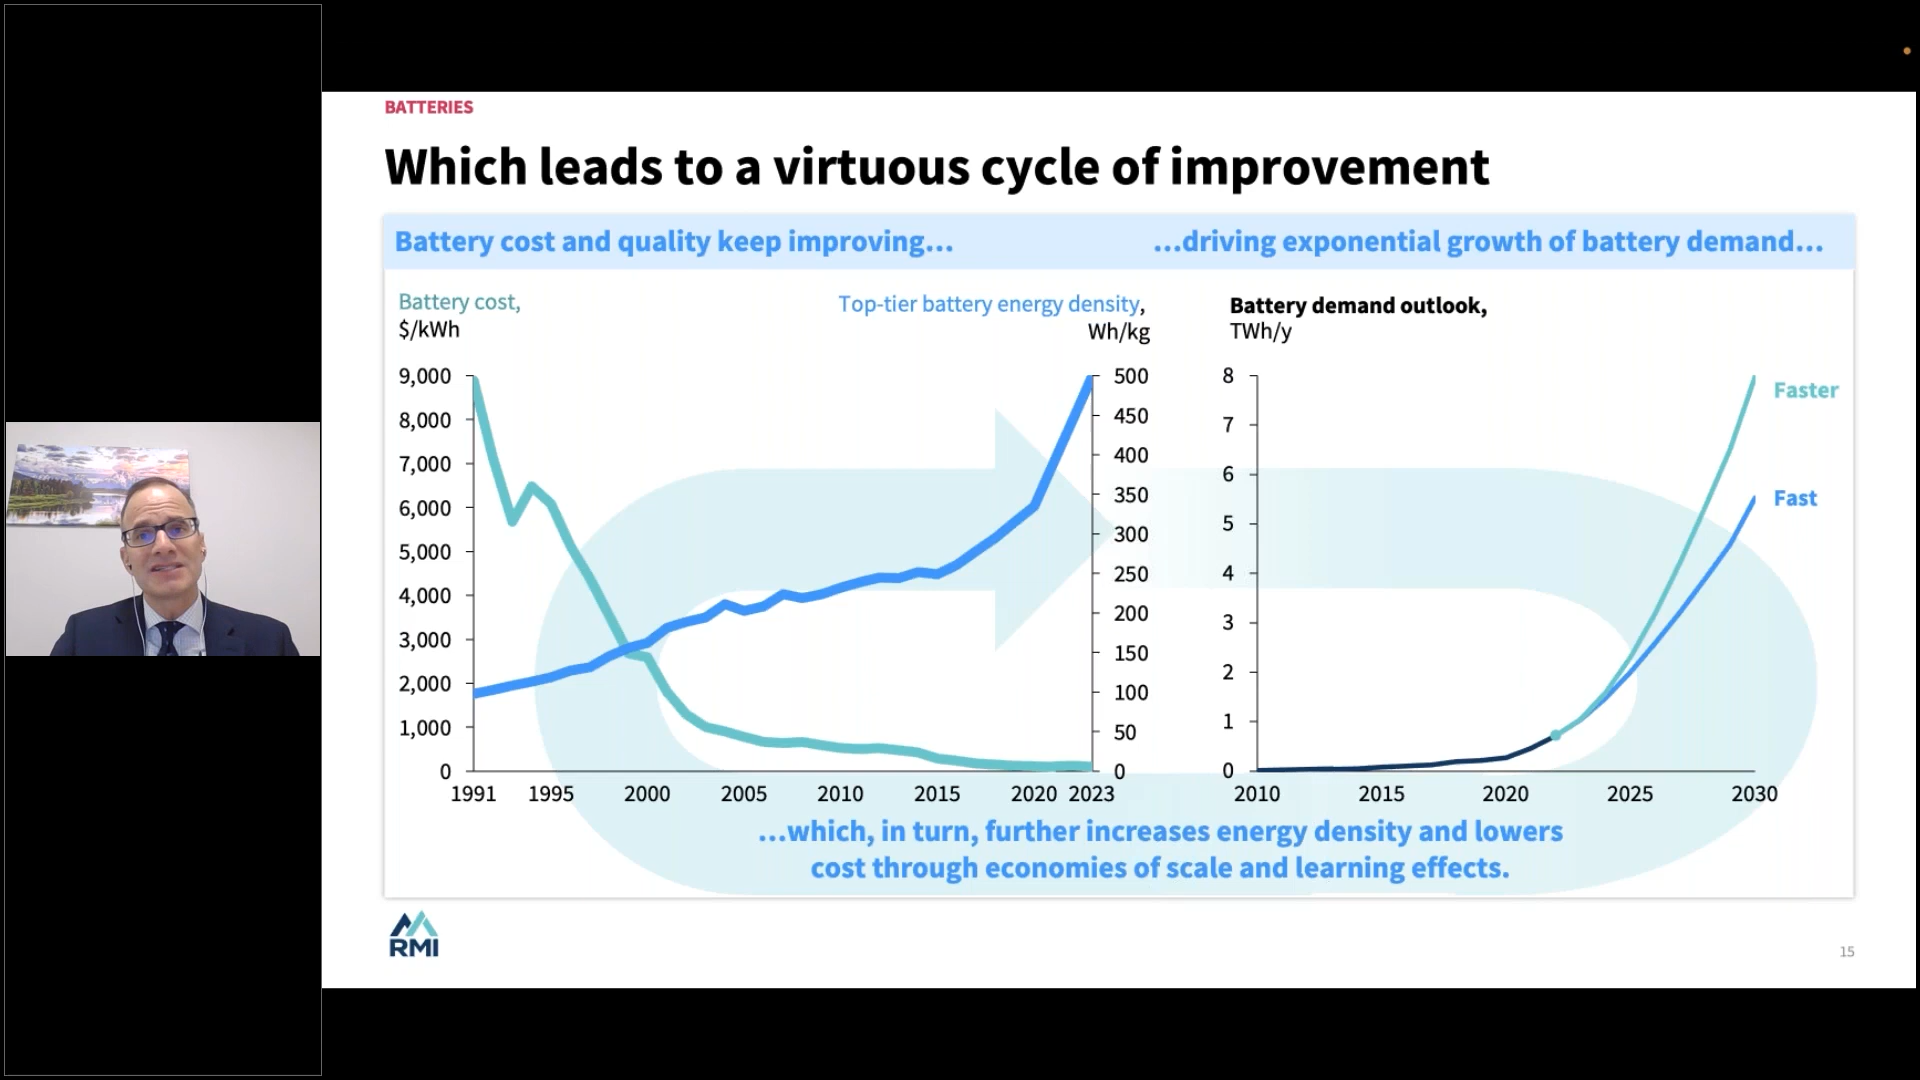 BATTERIES
Which leads to a virtuous cycle of improvement
Battery cost and quality keep improving...
...driving exponential growth of battery demand...
Battery cost,
$/kWh
Top-tier battery energy density,
Wh/kg
Battery demand outlook,
TWh/y
9,000
8,000
7,000
6,000
5,000
4,000
3,000
2,000
1,000
0
500
450
400
350
300
250
200
150
100
50
0
1991 1995 2000 2005 2010 2015 2020 2023
8
7
6
5
4
3
2
1
0
Faster
Fast
2010 2015 2020 2025 2030
...which, in turn, further increases energy density and lowers
cost through economies of scale and learning effects.
RMI
15